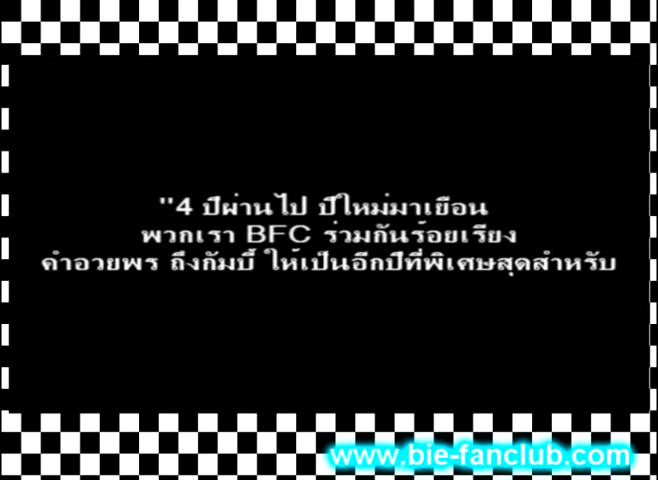 "4 ปีผ่านไป ปีใหม่มาเยือน
พวกเรา BFC ร่วมกันร้อยเรียง
คำอวยพร ถึงกัมบี้ ให้เป็นอีกปีที่พิเศษสุดสำหรับ
www.bie-fanclub.com